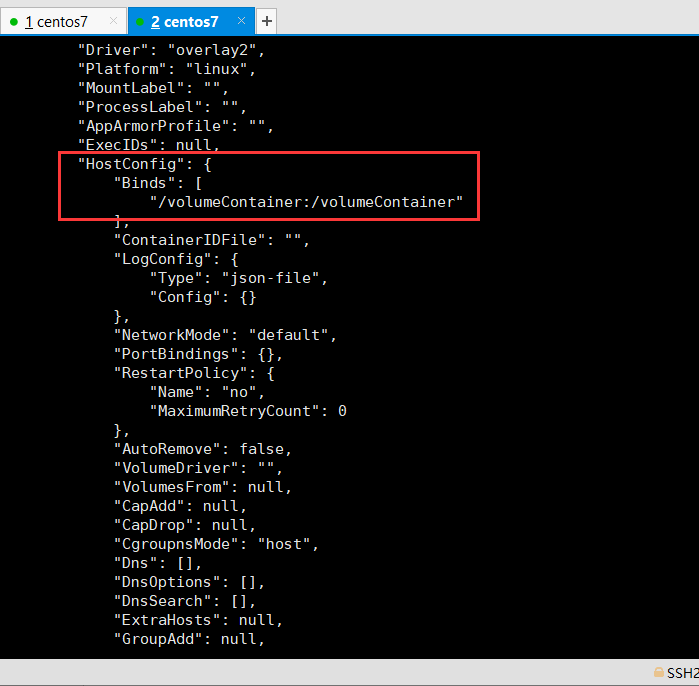 1 centos7 ×
2 centos7 ×
+
"Driver": "overlay2",
"Platform": "linux",
"MountLabel": "",
"ProcessLabel": "",
"AppArmorProfile": "",
"ExecIDs": null,
"HostConfig": {
"Binds": [
"/volumeContainer:/volumeContainer"
],
"ContainerIDFile": "",
"LogConfig": {
"Type": "json-file",
"Config": {}
},
"NetworkMode": "default",
"PortBindings": {},
"RestartPolicy": {
"Name": "no",
"MaximumRetryCount": 0
},
"AutoRemove": false,
"VolumeDriver": "",
"VolumesFrom": null,
"CapAdd": null,
"CapDrop": null,
"CgroupnsMode": "host",
"Dns": [],
"DnsOptions": [],
"DnsSearch": [],
"ExtraHosts": null,
"GroupAdd": null,
SSH2